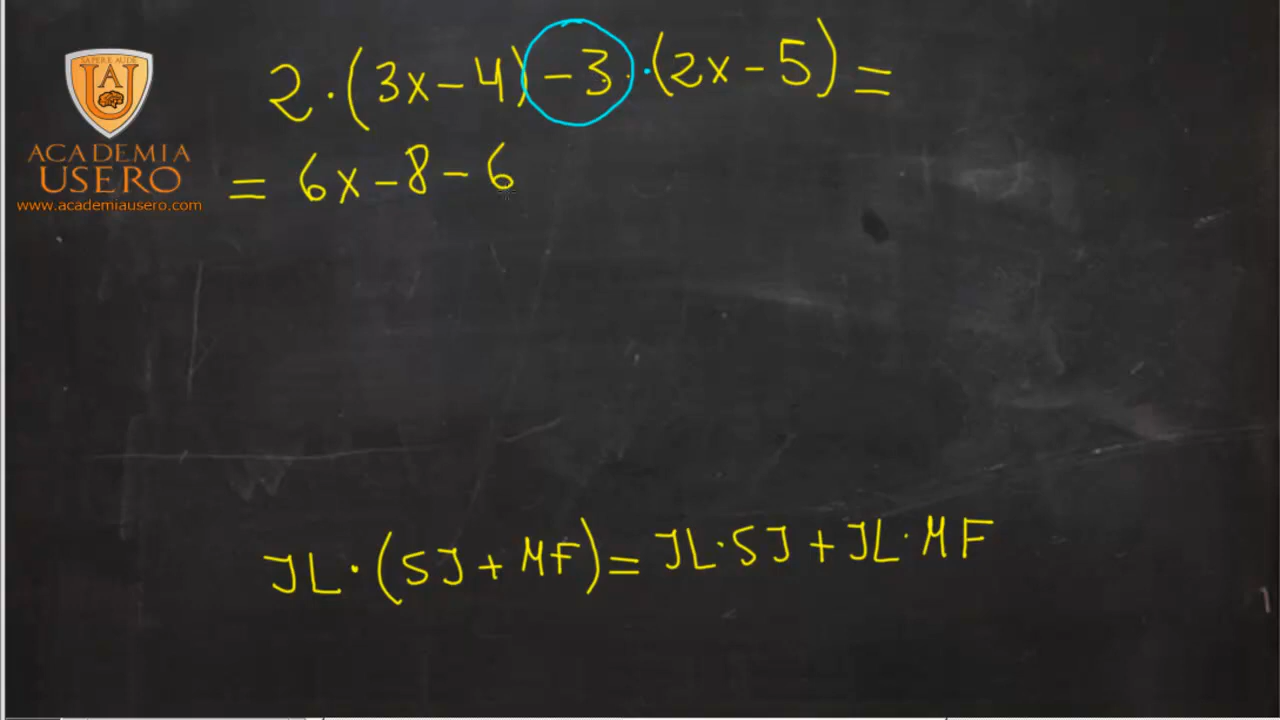 2·(3x-4)-3·(2x-5)=
SAPERE AUDE
UA
ACADEMIA
USERO
www.academiausero.com
= 6x-8-6
JL·(SJ+MF)=JL·SJ+JL·MF